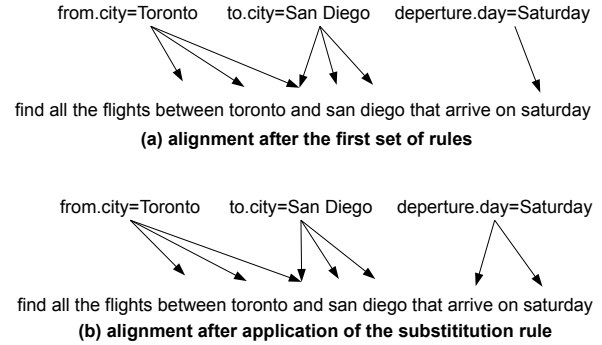 from.city=Toronto to.city=San Diego deperture.day=Saturday
find all the flights between toronto and san diego that arrive on saturday
(a) alignment after the first set of rules
from.city=Toronto to.city=San Diego deperture.day=Saturday
find all the flights between toronto and san diego that arrive on saturday
(b) alignment after application of the substititution rule